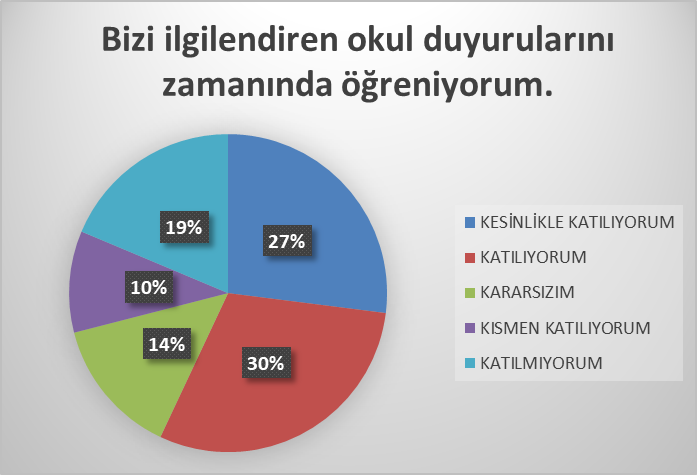 Bizi ilgilendiren okul duyurularını
zamanında öğreniyorum.
27%
30%
14%
10%
19%
KESİNLİKLE KATILIYORUM
KATILIYORUM
KARARSIZIM
KISMEN KATILIYORUM
KATILMIYORUM